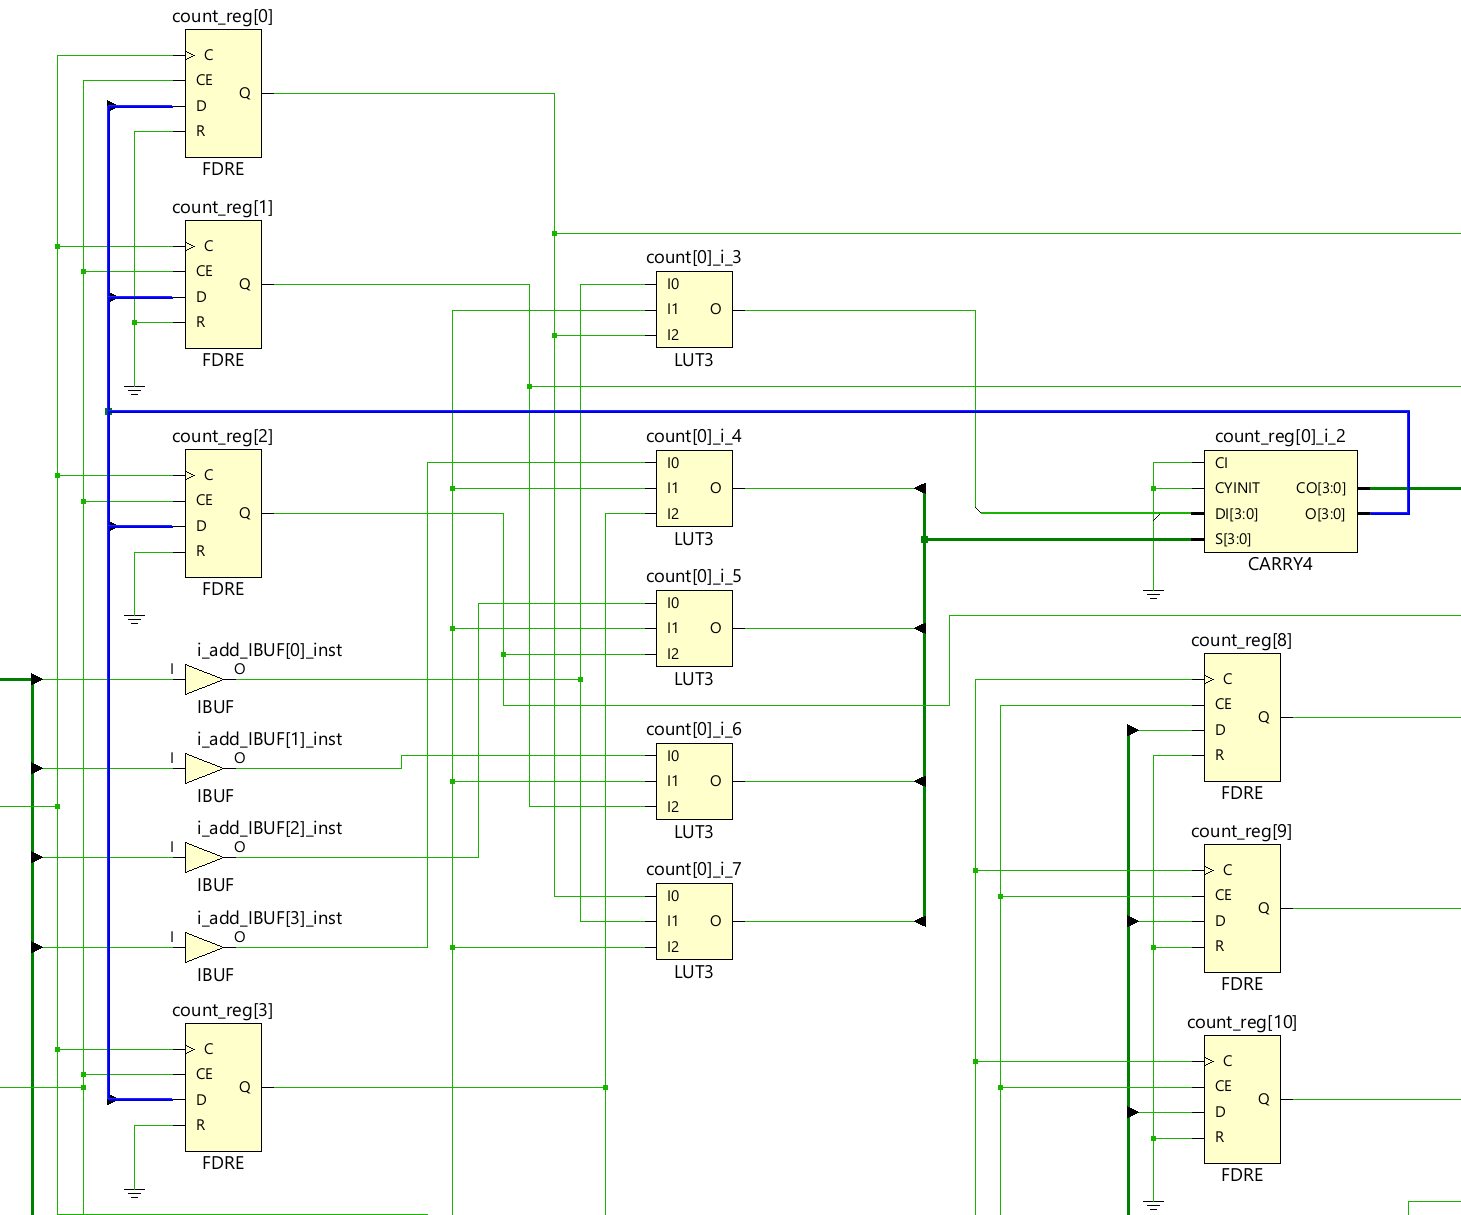 count_reg[0]
C
CE
D
R
Q
FDRE
count_reg[1]
C
CE
D
R
Q
FDRE
count_reg[2]
C
CE
D
R
Q
FDRE
i_add_IBUF[0]_inst
I
O
IBUF
i_add_IBUF[1]_inst
I
O
IBUF
i_add_IBUF[2]_inst
I
O
IBUF
i_add_IBUF[3]_inst
I
O
IBUF
count_reg[3]
C
CE
D
R
Q
FDRE
count[0]_i_3
I0
I1
I2
O
LUT3
count[0]_i_4
I0
I1
I2
O
LUT3
count[0]_i_5
I0
I1
I2
O
LUT3
count[0]_i_6
I0
I1
I2
O
LUT3
count[0]_i_7
I0
I1
I2
O
LUT3
count_reg[0]_i_2
CI
CYINIT
DI[3:0]
S[3:0]
CO[3:0]
O[3:0]
CARRY4
count_reg[8]
C
CE
D
R
Q
FDRE
count_reg[9]
C
CE
D
R
Q
FDRE
count_reg[10]
C
CE
D
R
Q
FDRE